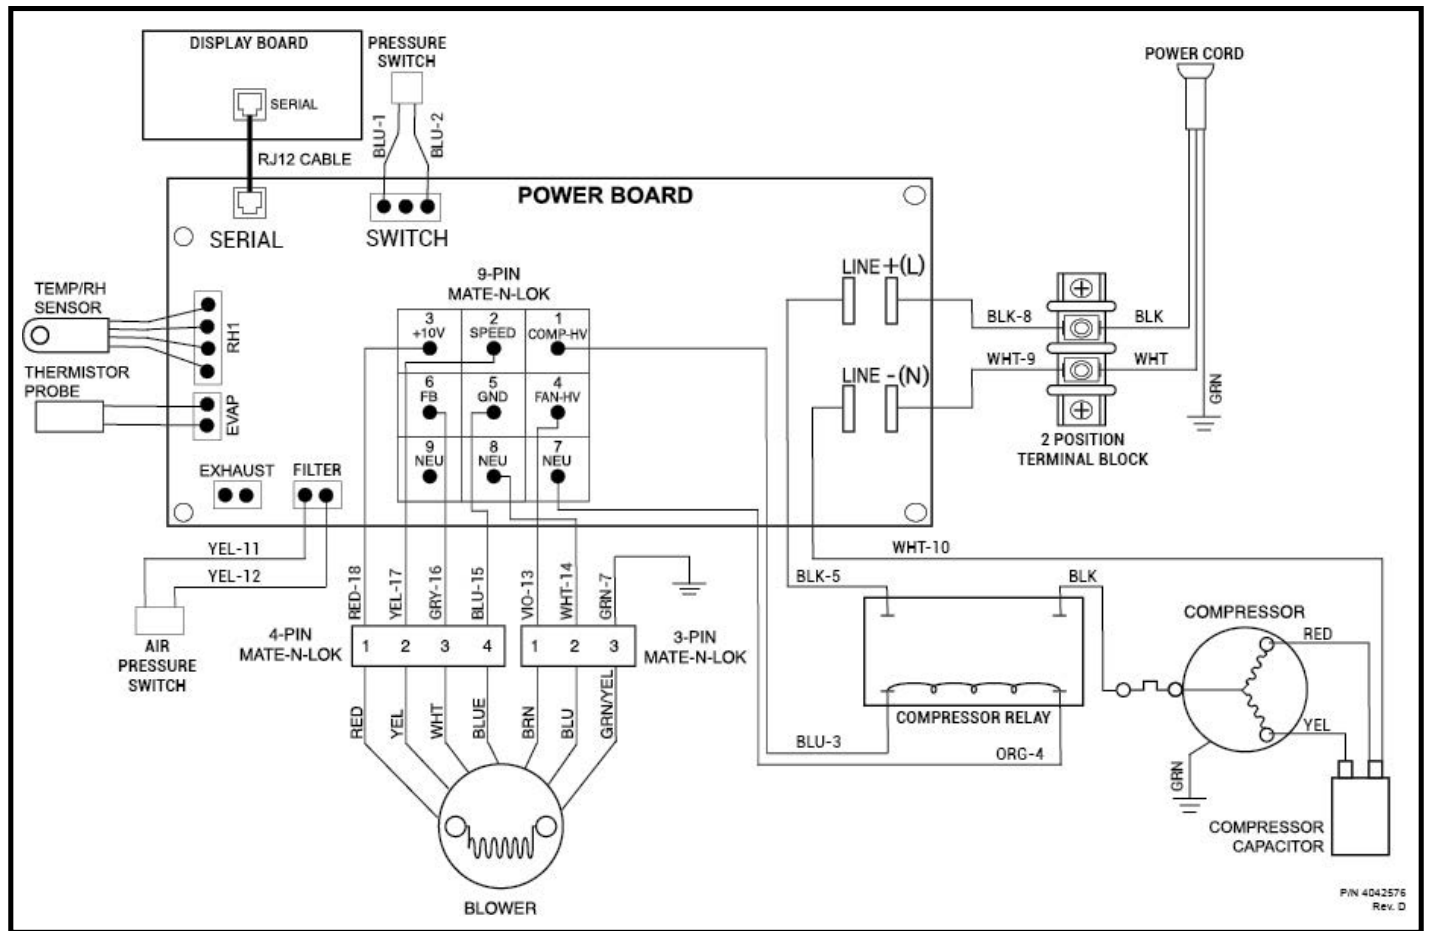 DISPLAY BOARD
SERIAL
RJ12 CABLE
PRESSURE
SWITCH
BLU-1
BLU-2
POWER CORD
POWER BOARD
SERIAL
SWITCH
TEMP/RH
SENSOR
RH1
THERMISTOR
PROBE
EVAP
EXHAUST
FILTER
9-PIN
MATE-N-LOK
3
+10V
2
SPEED
1
COMP-HV
6
FB
5
GND
4
FAN-HV
9
NEU
8
NEU
7
NEU
LINE +(L)
LINE -(N)
BLK-8
BLK
WHT-9
WHT
GRN
2 POSITION
TERMINAL BLOCK
YEL-11
YEL-12
AIR
PRESSURE
SWITCH
RED-18
YEL-17
GRY-16
BLU-15
VIO-13
WHT-14
GRN-7
4-PIN
MATE-N-LOK
1 2 3 4
1 2 3
3-PIN
MATE-N-LOK
RED
YEL
WHT
BLUE
BRN
BLU
GRN/YEL
BLOWER
WHT-10
BLK-5
BLK
COMPRESSOR RELAY
BLU-3
ORG-4
COMPRESSOR
RED
YEL
GRN
COMPRESSOR
CAPACITOR
P/N 4042576
Rev. D